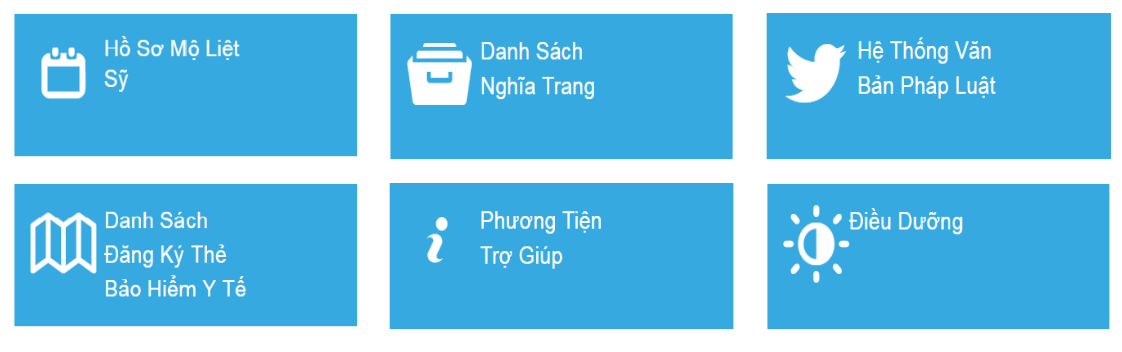 Hồ Sơ Mộ Liệt
Sỹ
Danh Sách
Nghĩa Trang
Hệ Thống Văn
Bản Pháp Luật
Danh Sách
Đăng Ký Thẻ
Bảo Hiểm Y Tế
Phương Tiện
Trợ Giúp
Điều Dưỡng